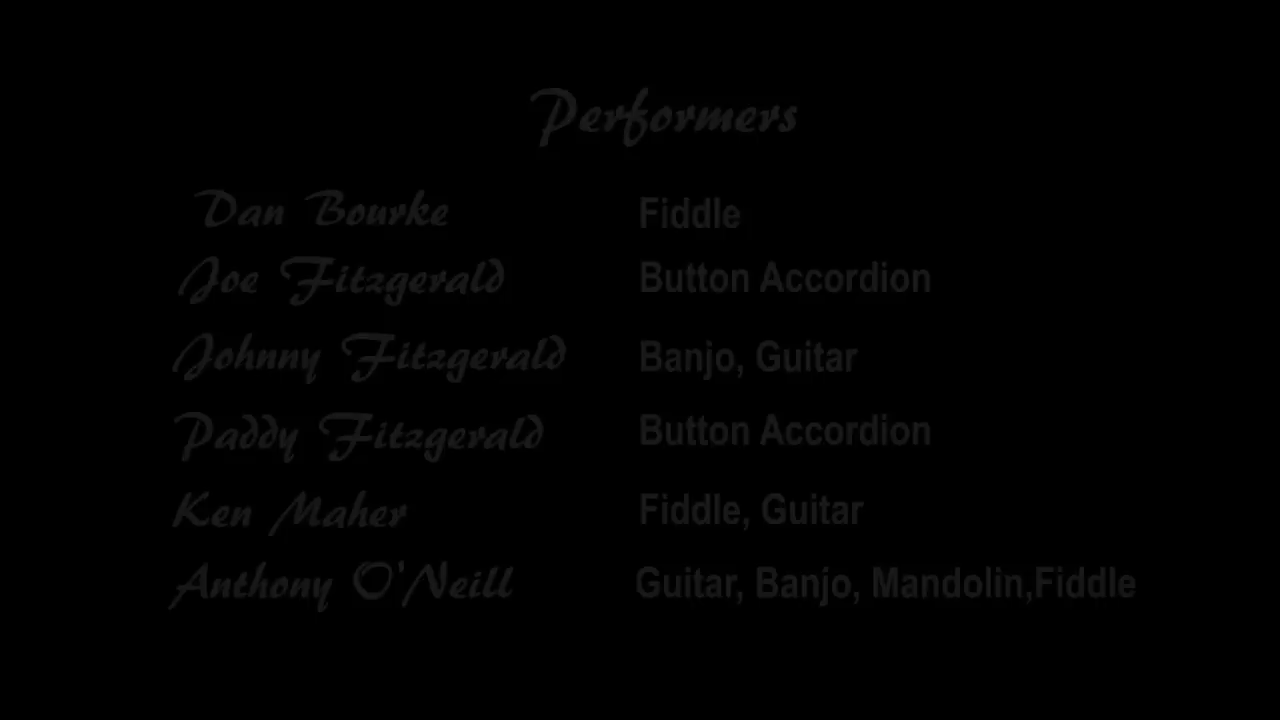 Performers
Dan Bourke Fiddle
Joe Fitzgerald Button Accordion
Johnny Fitzgerald Banjo, Guitar
Paddy Fitzgerald Button Accordion
Ken Maher Fiddle, Guitar
Anthony O'Neill Guitar, Banjo, Mandolin,Fiddle